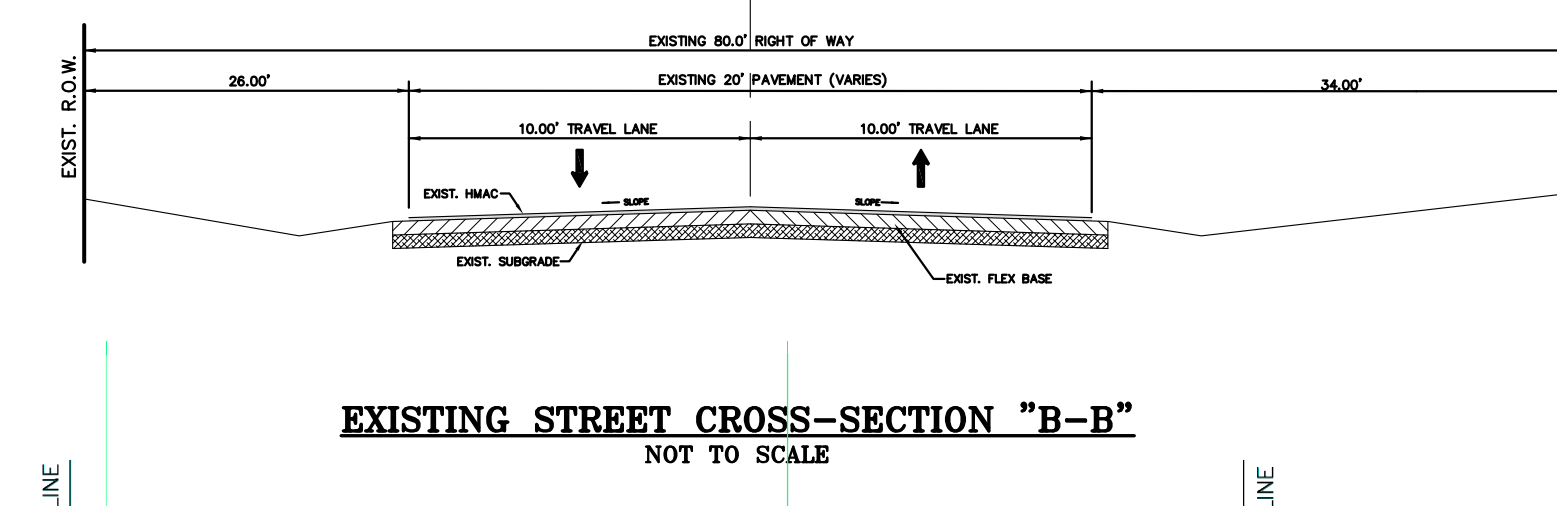 EXISTING 80.0' RIGHT OF WAY
EXIST. R.O.W.
26.00'
EXISTING 20' PAVEMENT (VARIES)
34.00'
10.00' TRAVEL LANE
10.00' TRAVEL LANE
EXIST. HMAC
SLOPE
SLOPE
EXIST. SUBGRADE
EXIST. FLEX BASE
EXISTING STREET CROSS-SECTION "B-B"
NOT TO SCALE
LINE
LINE